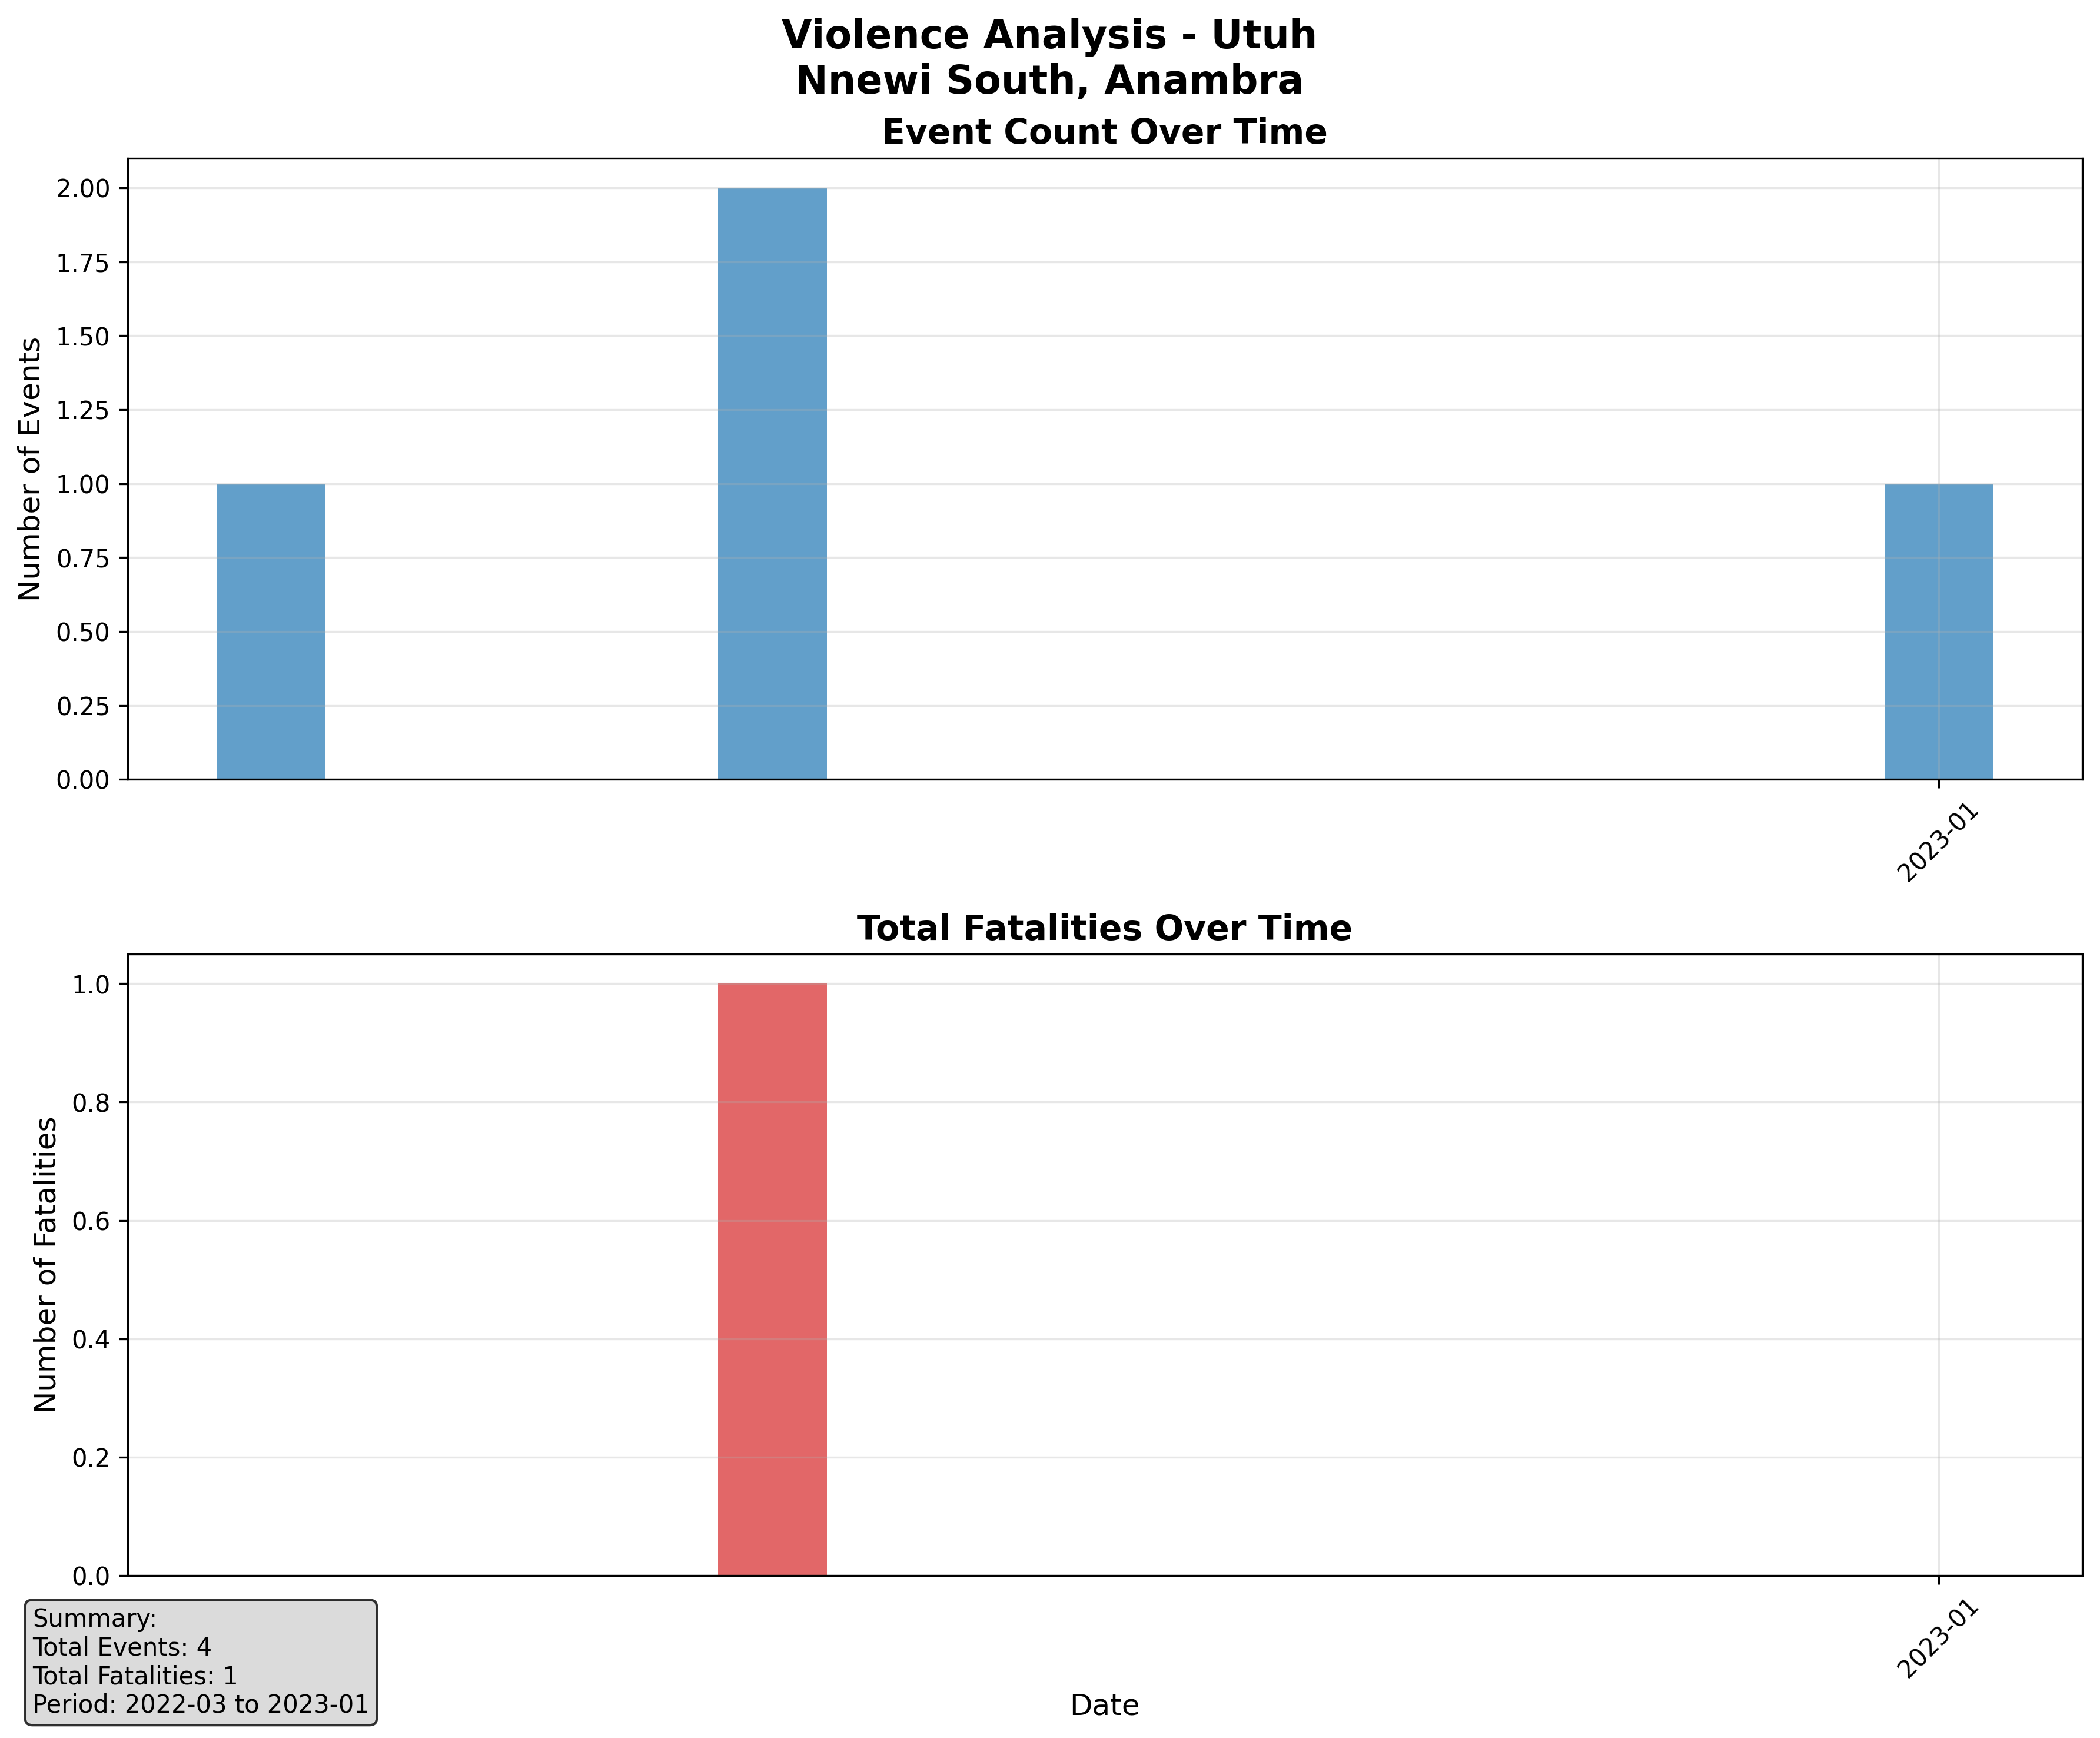 Violence Analysis - Utuh
Nnewi South, Anambra
Event Count Over Time
Number of Events
2.00
1.75
1.50
1.25
1.00
0.75
0.50
0.25
0.00
2023-01
Total Fatalities Over Time
Number of Fatalities
1.0
0.8
0.6
0.4
0.2
0.0
2023-01
Date
Summary:
Total Events: 4
Total Fatalities: 1
Period: 2022-03 to 2023-01